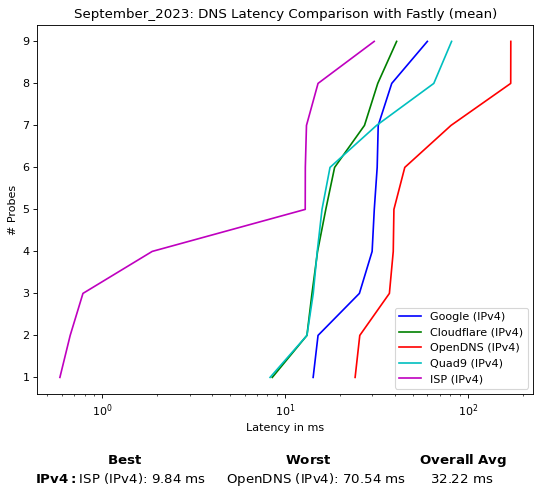 September_2023: DNS Latency Comparison with Fastly (mean)
9
8
7
6
5
4
3
2
1
# Probes
Google (IPv4)
Cloudflare (IPv4)
OpenDNS (IPv4)
Quad9 (IPv4)
ISP (IPv4)
10⁰ 10¹ 10²
Latency in ms
Best Worst Overall Avg
IPv4: ISP (IPv4): 9.84 ms OpenDNS (IPv4): 70.54 ms 32.22 ms